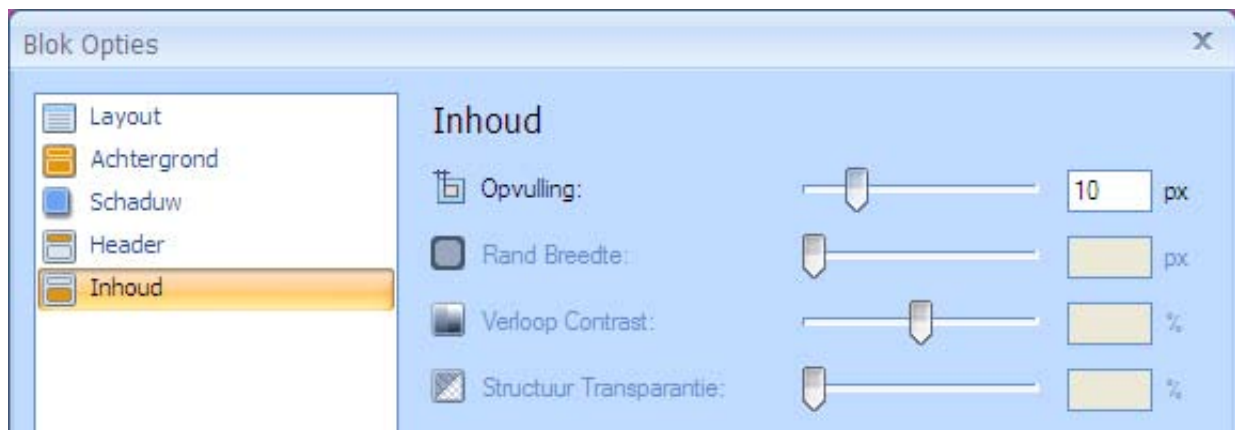 Blok Opties
Layout
Achtergrond
Schaduw
Header
Inhoud
Inhoud
Opvulling: 10 px
Rand Breedte: px
Verloop Contrast: %
Structuur Transparantie: %